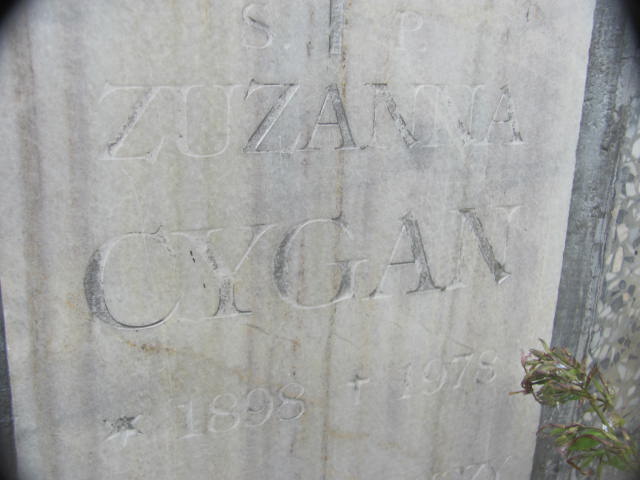 S. P.
ZUZANNA
CYGAN
* 1898 + 1978